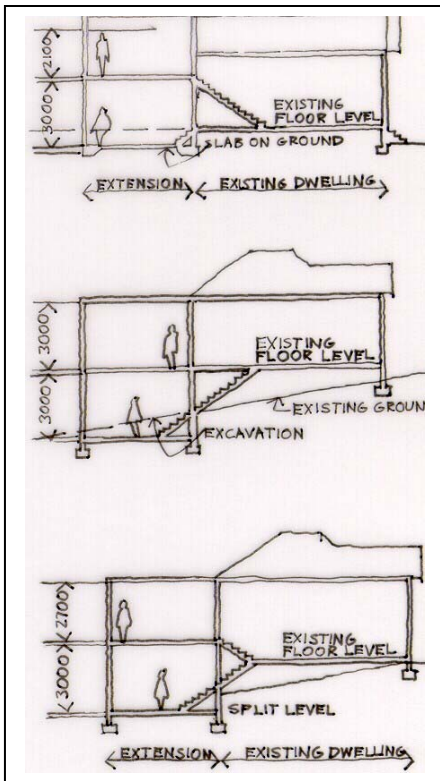 2100
3000
EXISTING
FLOOR LEVEL
SLAB ON GROUND
EXTENSION
EXISTING DWELLING
3000
3000
EXISTING
FLOOR LEVEL
EXISTING GROUND
EXCAVATION
2700
3000
EXISTING
FLOOR LEVEL
SPLIT LEVEL
EXTENSION
EXISTING DWELLING